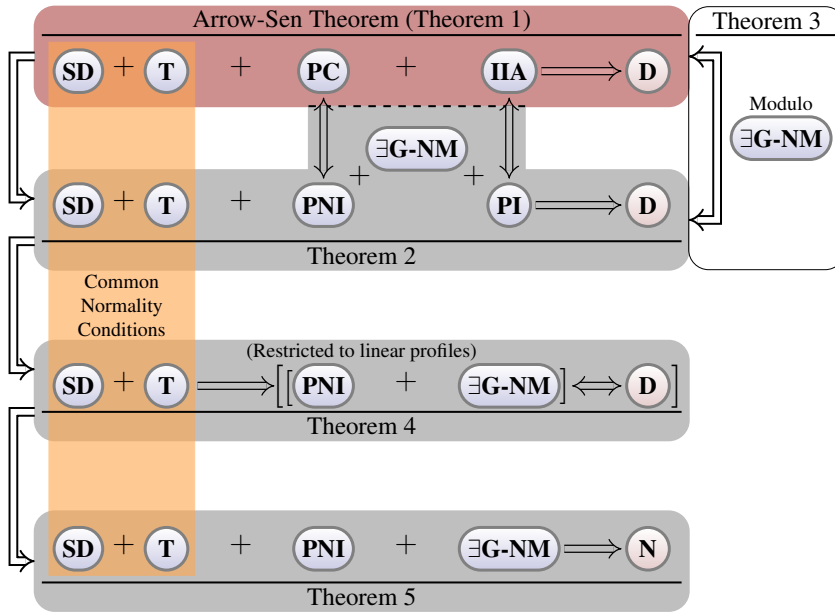 Arrow-Sen Theorem (Theorem 1)
Theorem 3
SD + T + PC + IIA ⟹ D
Modulo
∃G-NM
∃G-NM
+ +
SD + T + PNI PI ⟹ D
Theorem 2
Common
Normality
Conditions
(Restricted to linear profiles)
SD + T ⟹ [[PNI + ∃G-NM] ⟺ D]
Theorem 4
SD + T + PNI + ∃G-NM ⟹ N
Theorem 5